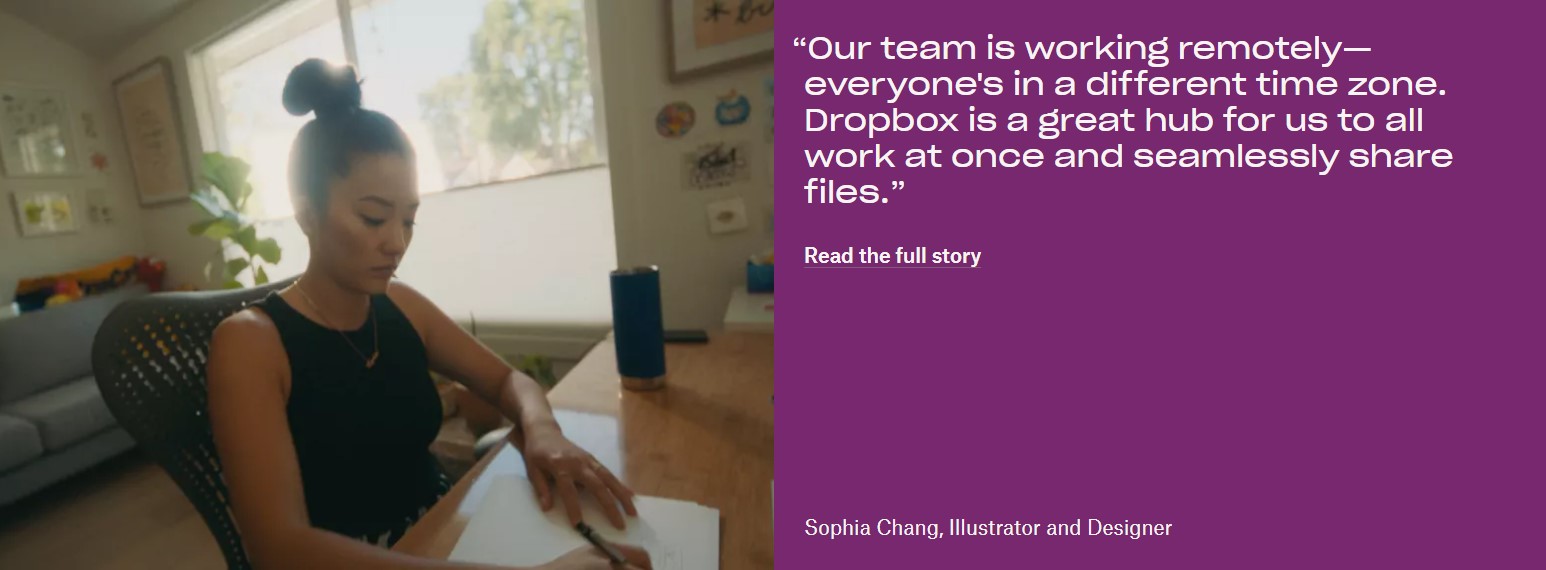 “Our team is working remotely—
everyone's in a different time zone.
Dropbox is a great hub for us to all
work at once and seamlessly share
files.”
Read the full story
Sophia Chang, Illustrator and Designer